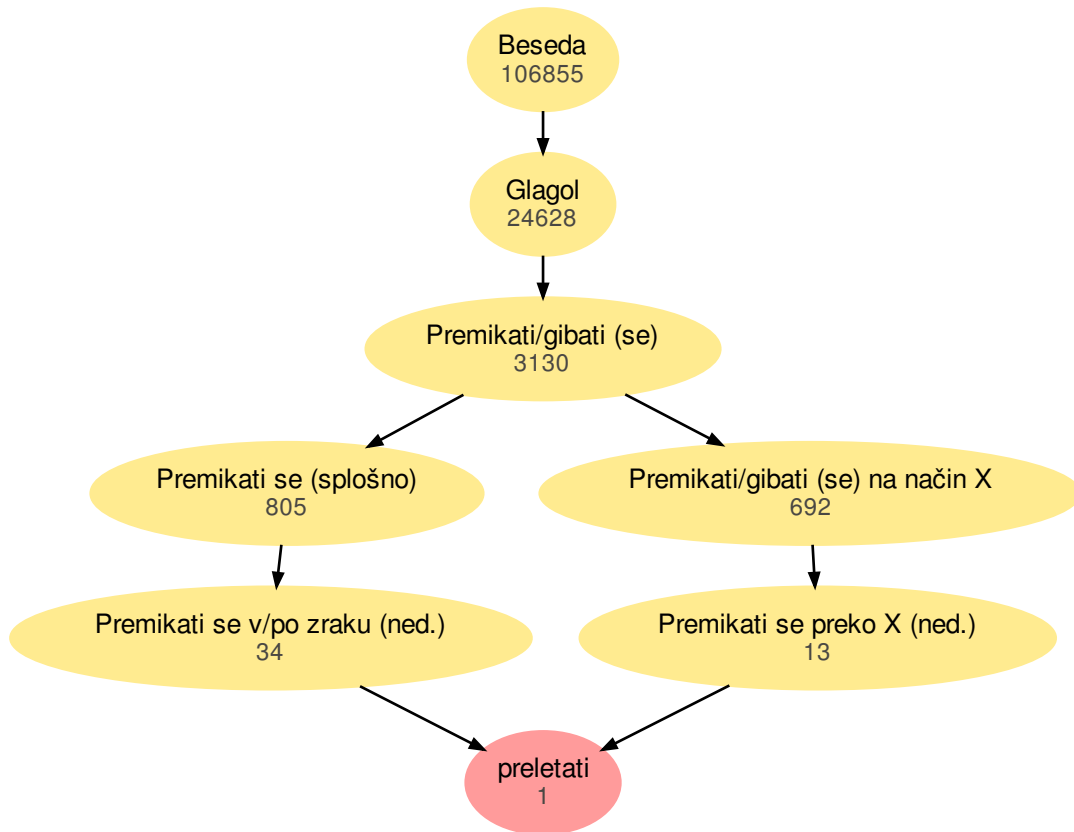 Beseda
106855
Glagol
24628
Premikati/gibati (se)
3130
Premikati se (splošno)
805
Premikati/gibati (se) na način X
692
Premikati se v/po zraku (ned.)
34
Premikati se preko X (ned.)
13
preletati
1